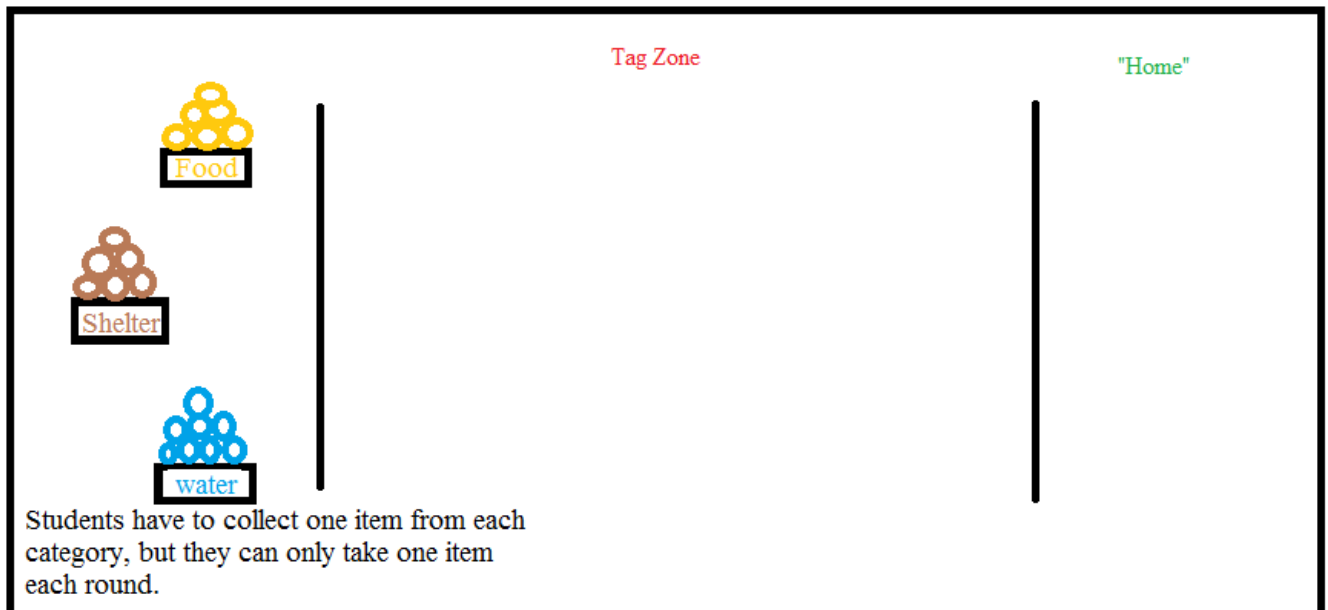 Tag Zone
"Home"
Food
Shelter
water
Students have to collect one item from each
category, but they can only take one item
each round.